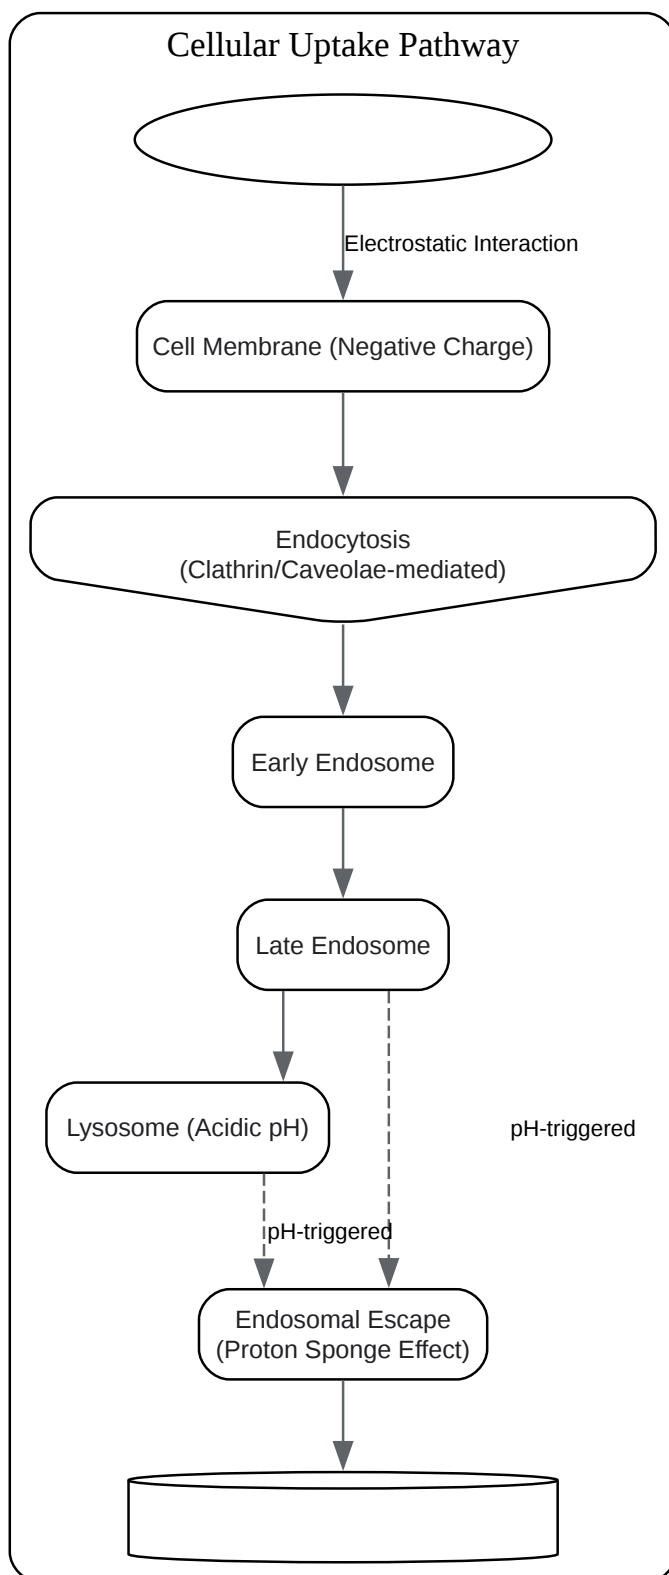 Cellular Uptake Pathway
Electrostatic Interaction
Cell Membrane (Negative Charge)
Endocytosis
(Clathrin/Caveolae-mediated)
Early Endosome
Late Endosome
Lysosome (Acidic pH)
pH-triggered
pH-triggered
Endosomal Escape
(Proton Sponge Effect)